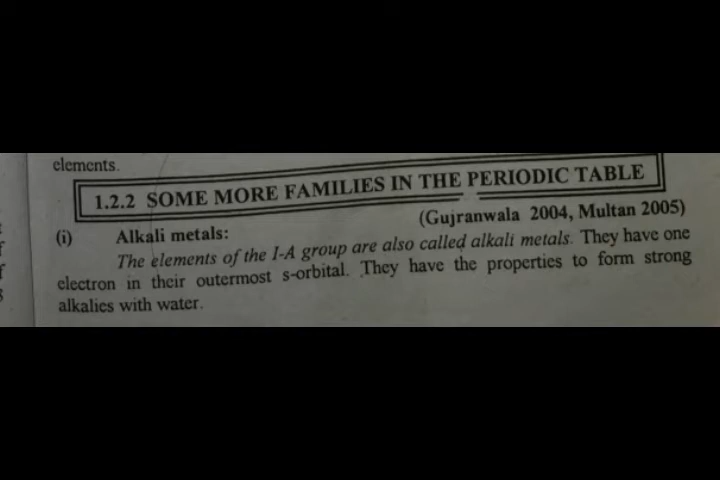 elements.
1.2.2 SOME MORE FAMILIES IN THE PERIODIC TABLE
(Gujranwala 2004, Multan 2005)
(i) Alkali metals:
The elements of the I-A group are also called alkali metals. They have one
electron in their outermost s-orbital. They have the properties to form strong
alkalies with water.